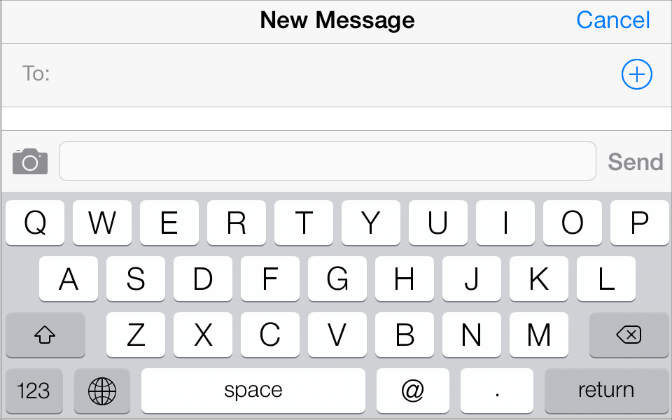 New Message Cancel
To:
Send
Q W E R T Y U I O P
A S D F G H J K L
Z X C V B N M
123 space @ . return